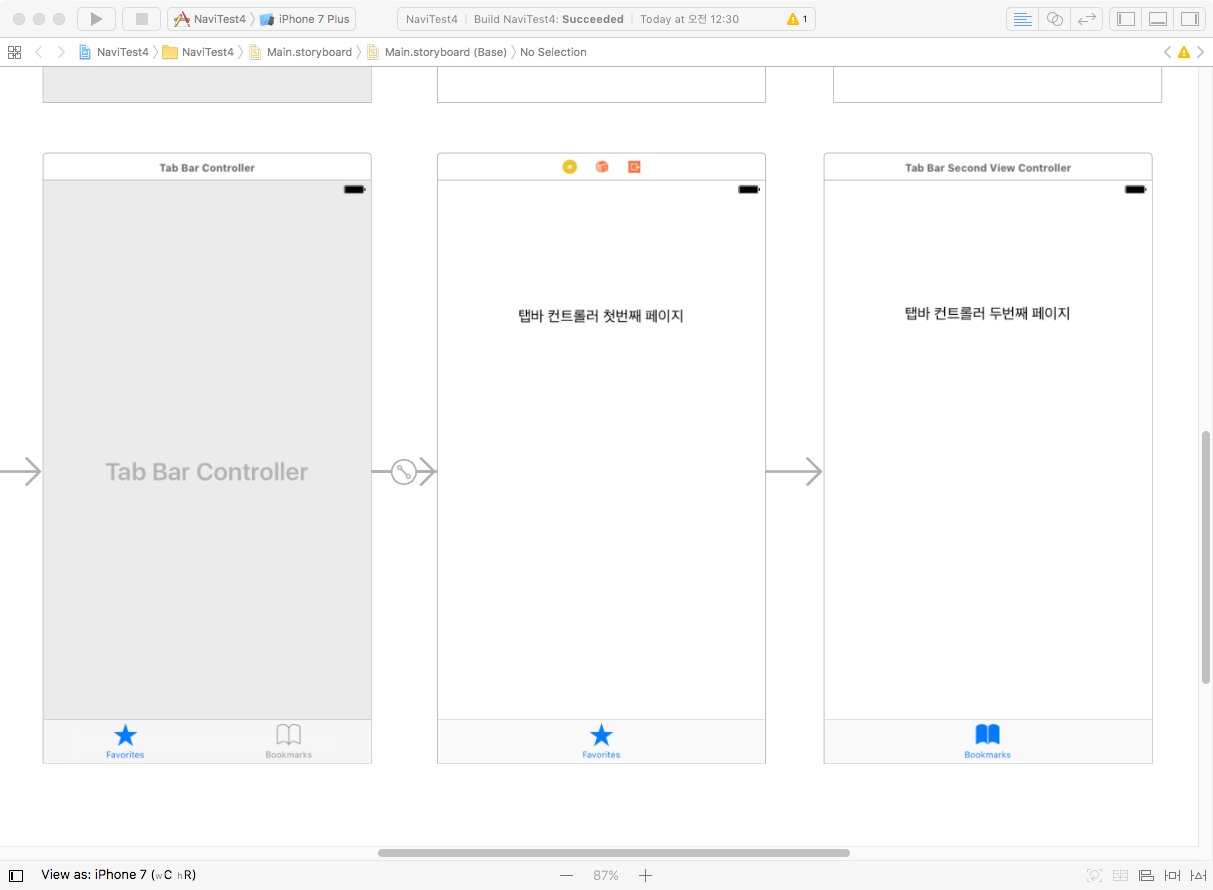 NaviTest4 iPhone 7 Plus NaviTest4 Build NaviTest4: Succeeded Today at 오전 12:30 1
NaviTest4 NaviTest4 Main.storyboard Main.storyboard (Base) No Selection
Tab Bar Controller
Tab Bar Second View Controller
탭바 컨트롤러 첫번째 페이지
탭바 컨트롤러 두번째 페이지
Tab Bar Controller
Favorites Bookmarks
Favorites
Bookmarks
View as: iPhone 7 (wC hR) 87%